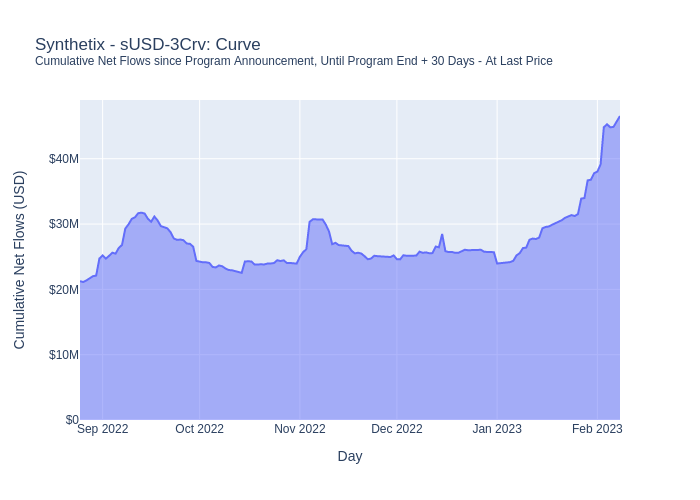 Synthetix - sUSD-3Crv: Curve
Cumulative Net Flows since Program Announcement, Until Program End + 30 Days - At Last Price
Cumulative Net Flows (USD)
$40M
$30M
$20M
$10M
$0
Sep 2022
Oct 2022
Nov 2022
Dec 2022
Jan 2023
Feb 2023
Day